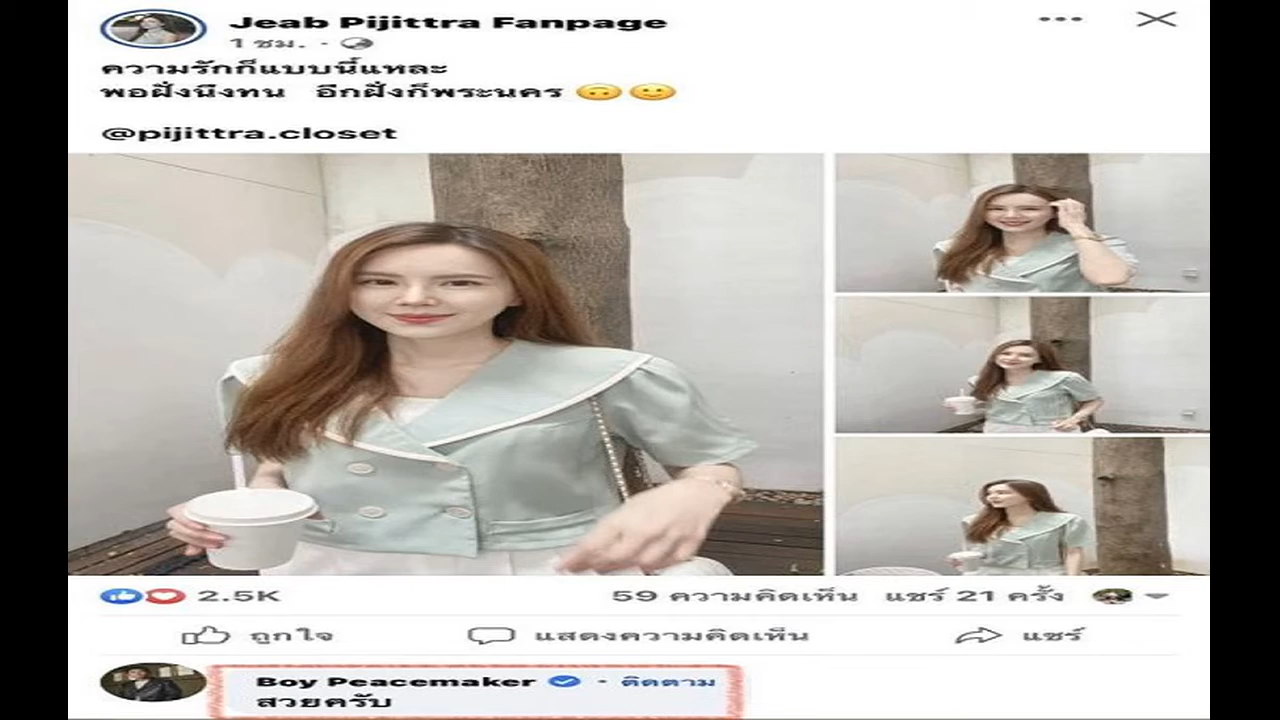 Jeab Pijittra Fanpage
1 ชม. ·
ความรักก็แบบนี้แหละ
พอฝั่งนึงทน อีกฝั่งก็พระนคร 🙃🙂
@pijittra.closet
2.5K 59 ความคิดเห็น แชร์ 21 ครั้ง
ถูกใจ แสดงความคิดเห็น แชร์
Boy Peacemaker · ติดตาม
สวยครับ